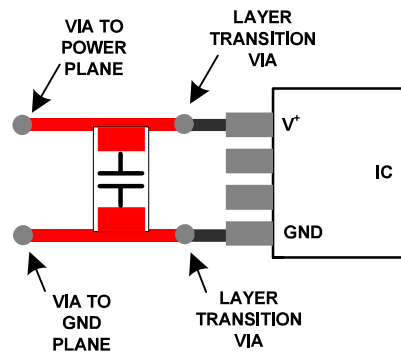 VIA TO
POWER
PLANE
LAYER
TRANSITION
VIA
V+
IC
GND
VIA TO
GND
PLANE
LAYER
TRANSITION
VIA